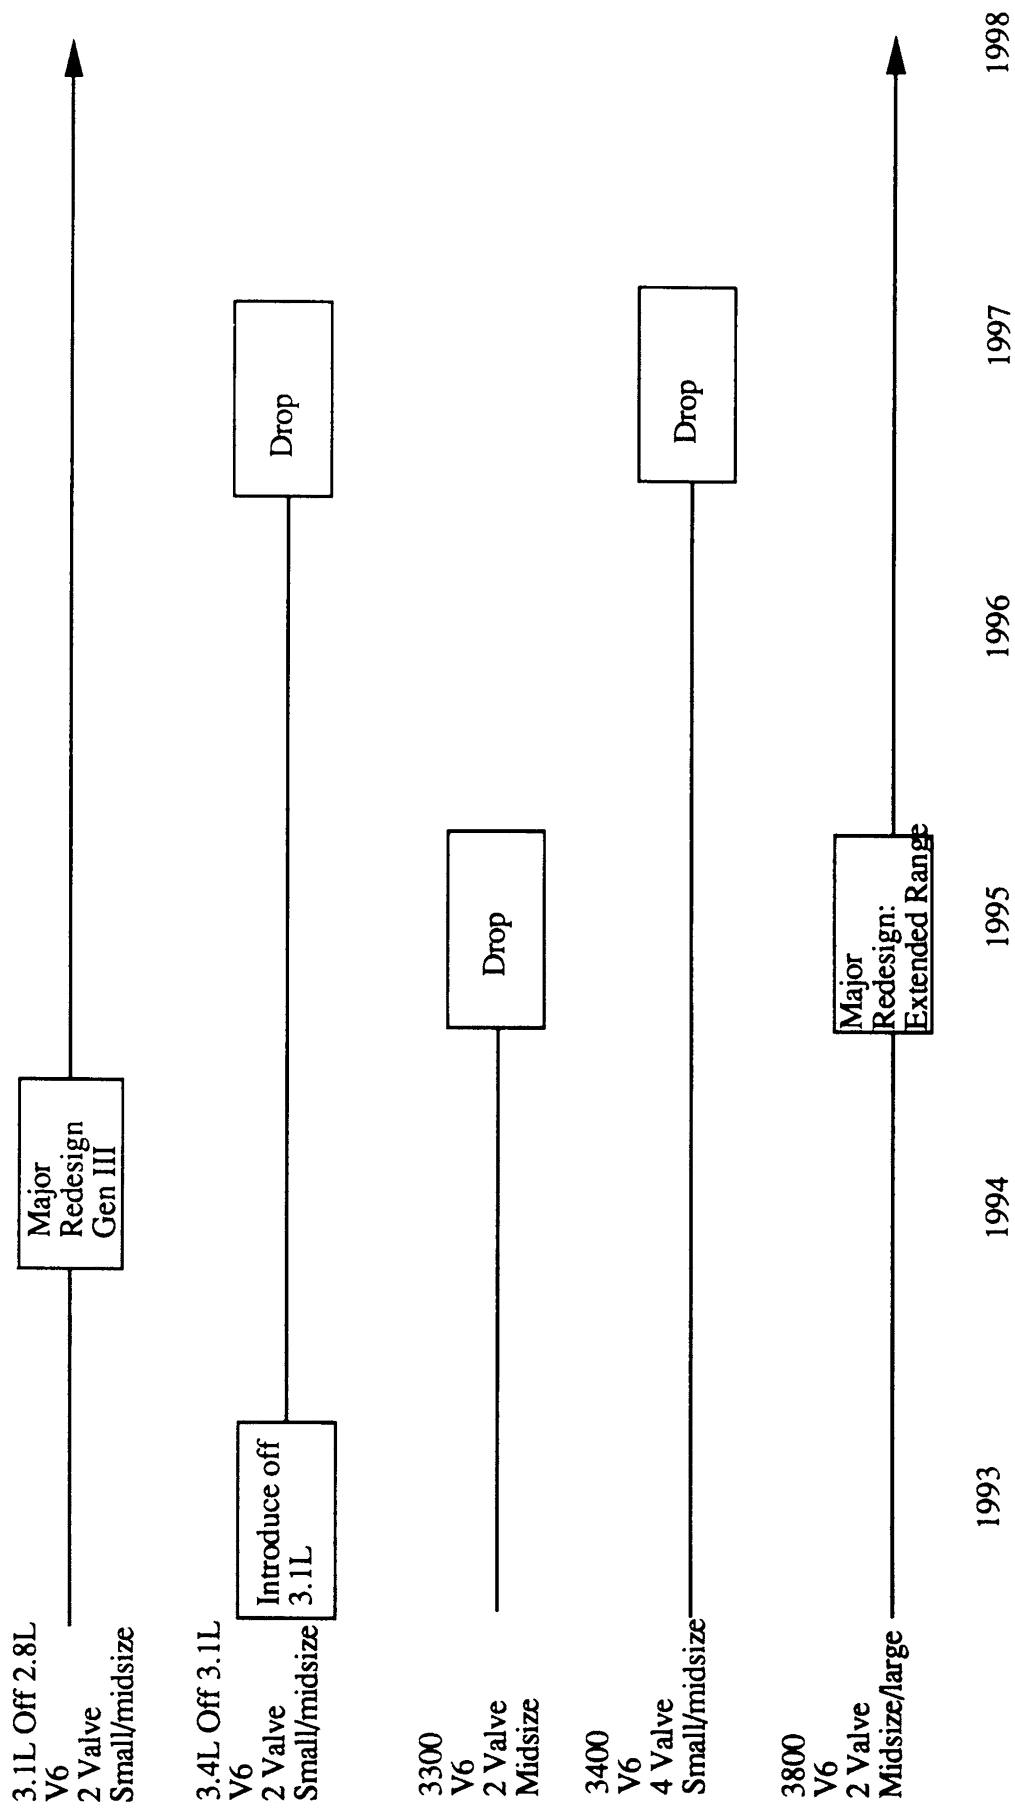 3.1L Off 2.8L
V6
2 Valve
Small/midsize
Major
Redesign
Gen III
3.4L Off 3.1L
V6
2 Valve
Small/midsize
Introduce off
3.1L
Drop
3300
V6
2 Valve
Midsize
Drop
3400
V6
4 Valve
Small/midsize
Drop
3800
V6
2 Valve
Midsize/large
Major
Redesign:
Extended Range
1993
1994
1995
1996
1997
1998